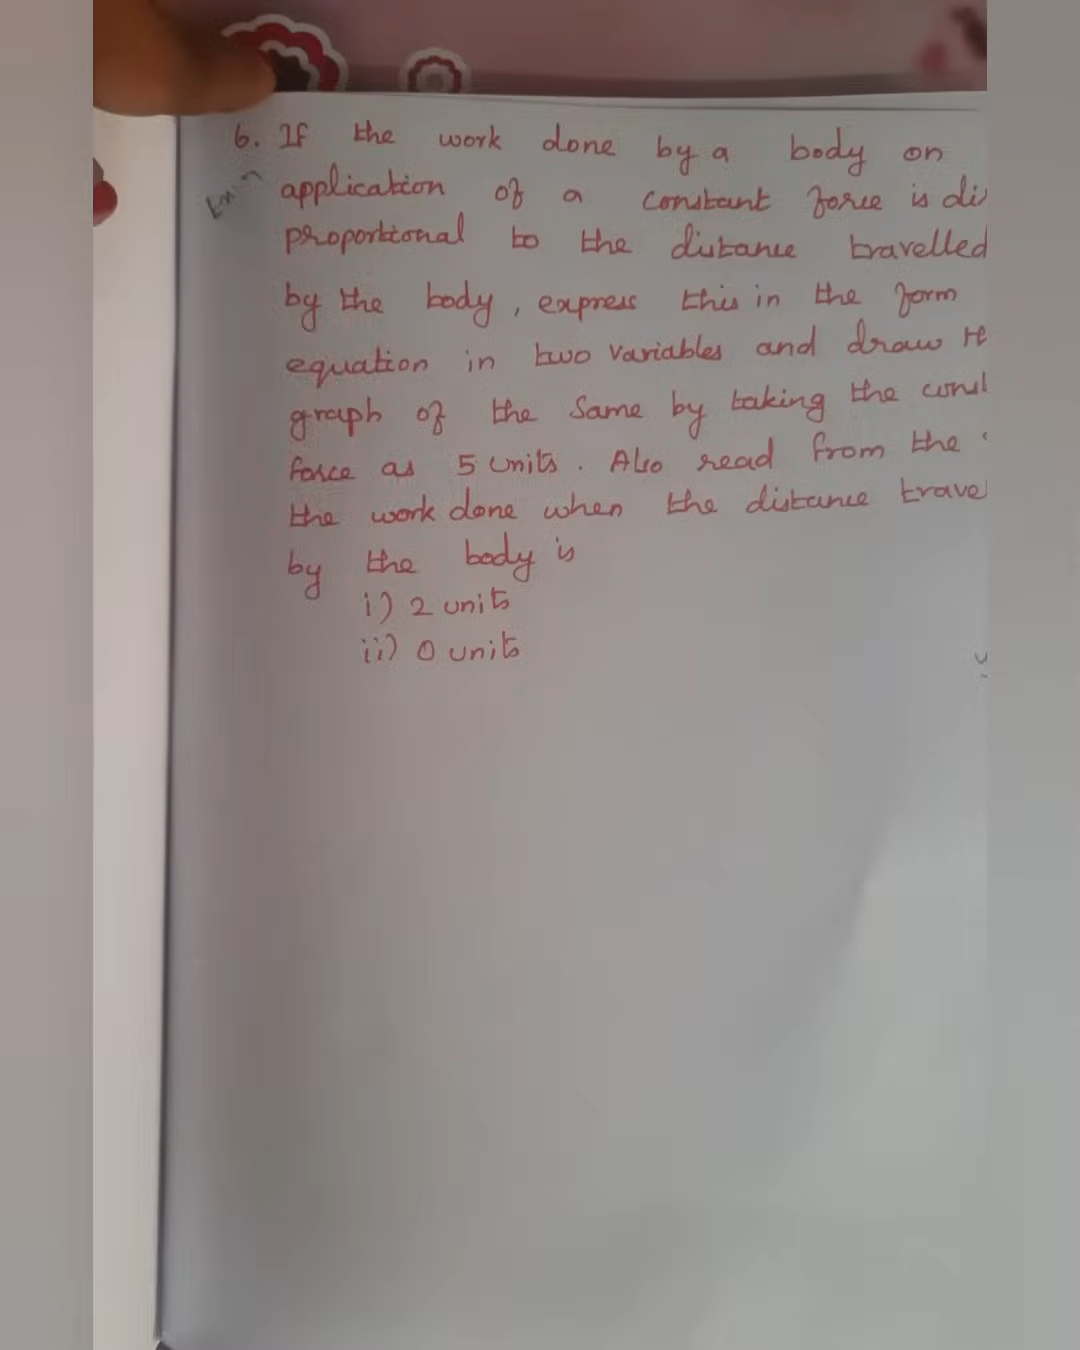 6. If the work done by a body on
application of a constant force is di
proportional to the distance travelled
by the body, express this in the form
equation in two variables and draw
graph of the same by taking the
force as 5 units. Also read from the
the work done when the distance trave
by the body is
i) 2 units
ii) 0 units